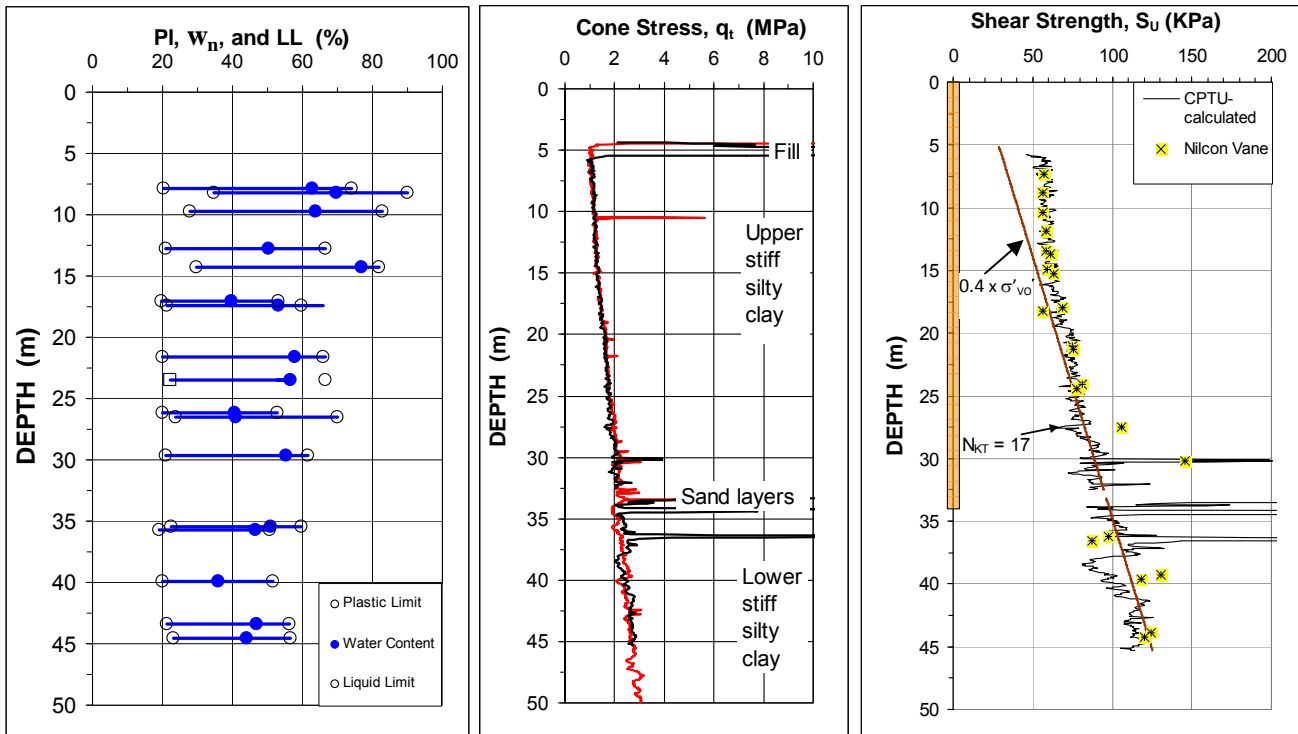 PI, wn, and LL (%)
0 20 40 60 80 100
DEPTH (m)
0
5
10
15
20
25
30
35
40
45
50
Plastic Limit
Water Content
Liquid Limit
Cone Stress, qt (MPa)
0 2 4 6 8 10
DEPTH (m)
0
5
10
15
20
25
30
35
40
45
50
Fill
Upper
stiff
silty
clay
Sand layers
Lower
stiff
silty
clay
Shear Strength, SU (KPa)
0 50 100 150 200
DEPTH (m)
0
5
10
15
20
25
30
35
40
45
50
CPTU-
calculated
Nilcon Vane
0.4 x σ'VO'
NKT = 17